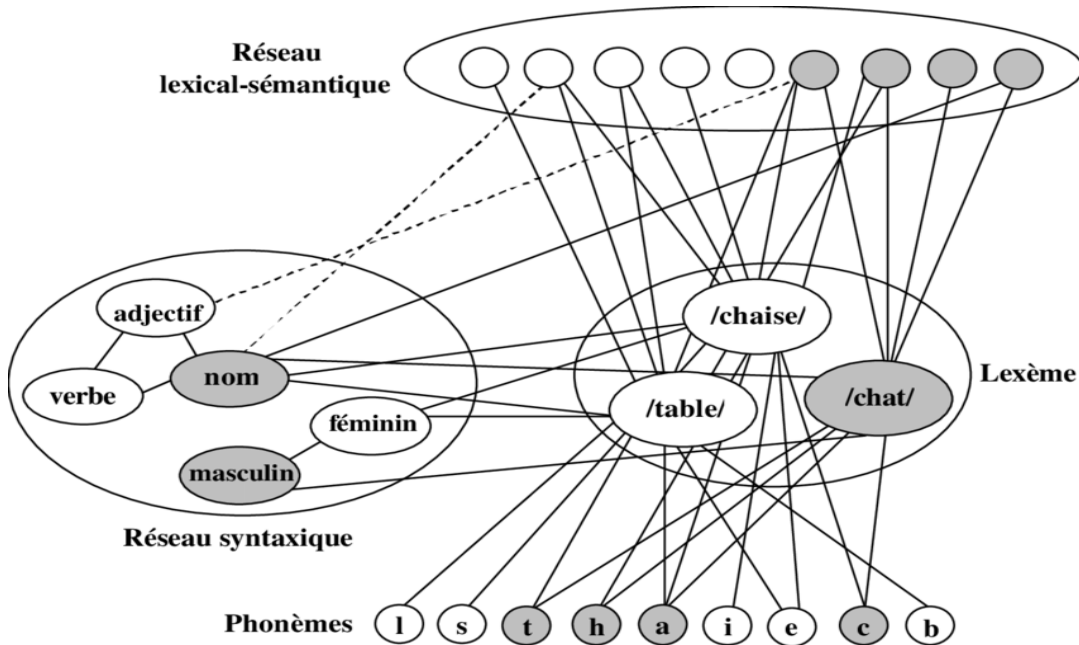 Réseau
lexical-sémantique
adjectif
verbe
nom
féminin
masculin
Réseau syntaxique
/chaise/
/table/
/chat/
Lexème
Phonèmes l s t h a i e c b